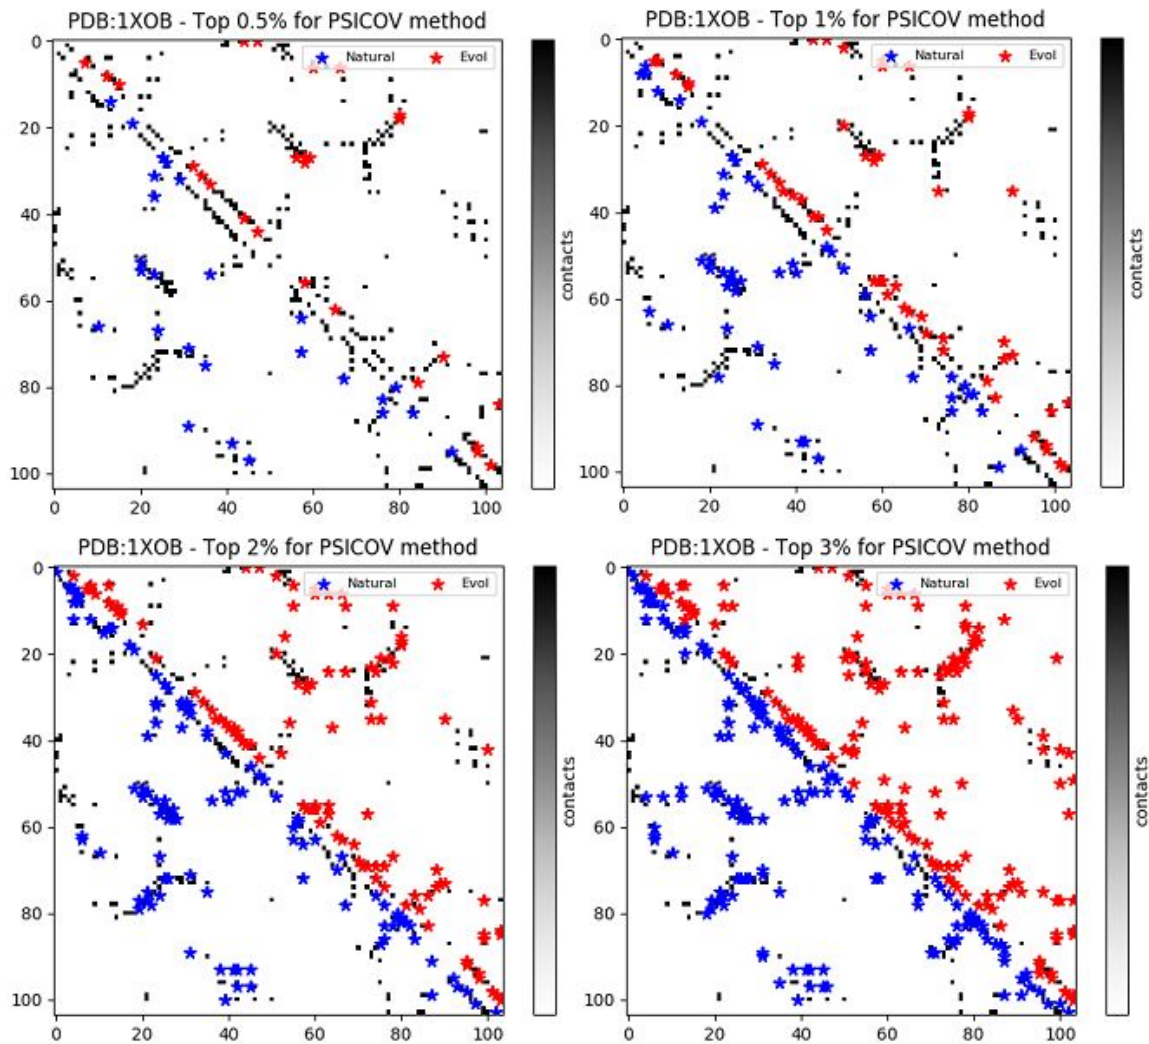 PDB:1XOB - Top 0.5% for PSICOV method
Natural Evol
0
20
40
60
80
100
0 20 40 60 80 100
contacts
PDB:1XOB - Top 1% for PSICOV method
Natural Evol
0
20
40
60
80
100
0 20 40 60 80 100
contacts
PDB:1XOB - Top 2% for PSICOV method
Natural Evol
0
20
40
60
80
100
0 20 40 60 80 100
contacts
PDB:1XOB - Top 3% for PSICOV method
Natural Evol
0
20
40
60
80
100
0 20 40 60 80 100
contacts